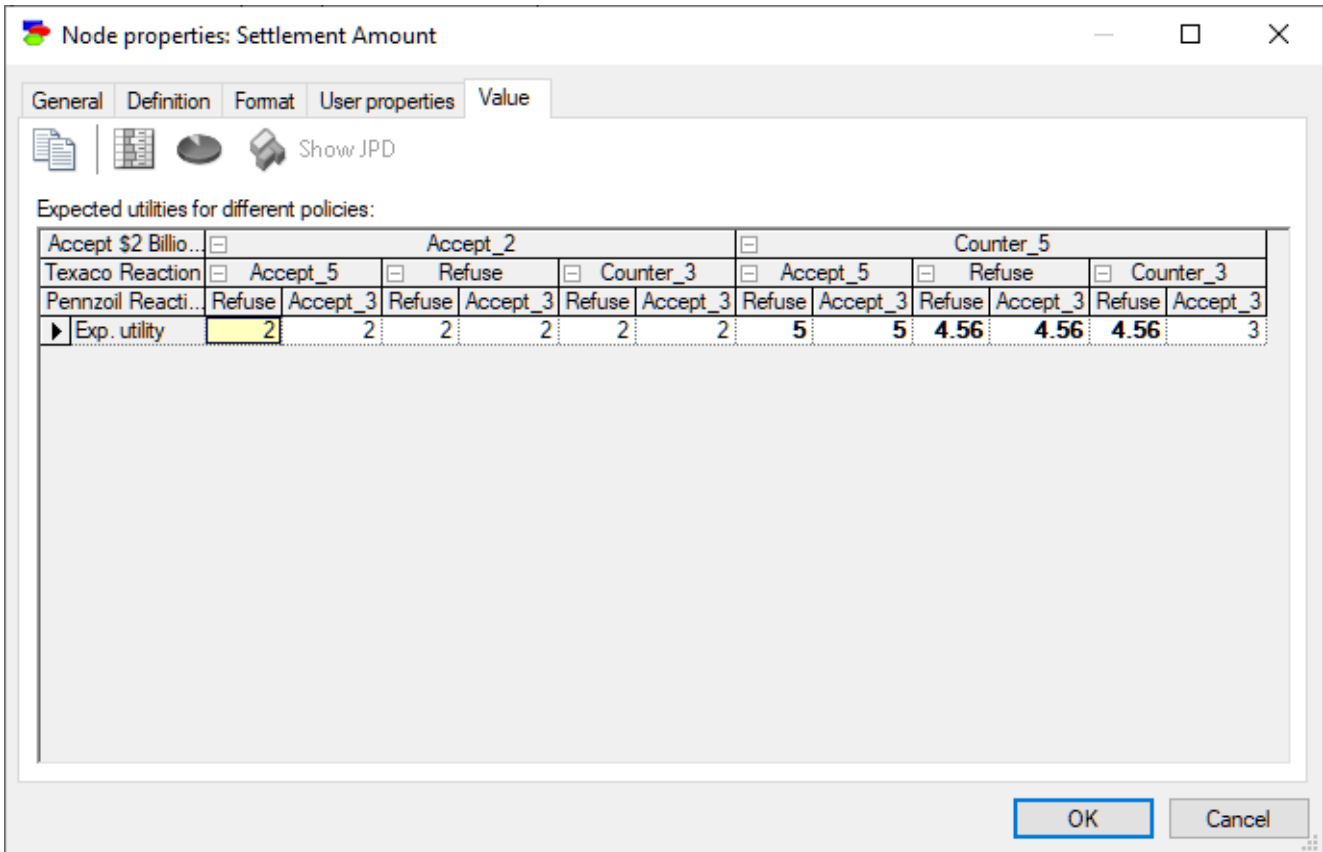 Node properties: Settlement Amount
General Definition Format User properties Value
Show JPD
Expected utilities for different policies:
Accept $2 Billio... Accept_2 Counter_5
Texaco Reaction Accept_5 Refuse Counter_3 Accept_5 Refuse Counter_3
Pennzoil Reacti... Refuse Accept_3 Refuse Accept_3 Refuse Accept_3 Refuse Accept_3 Refuse Accept_3 Refuse Accept_3
Exp. utility 2 2 2 2 2 2 5 5 4.56 4.56 4.56 3
OK Cancel